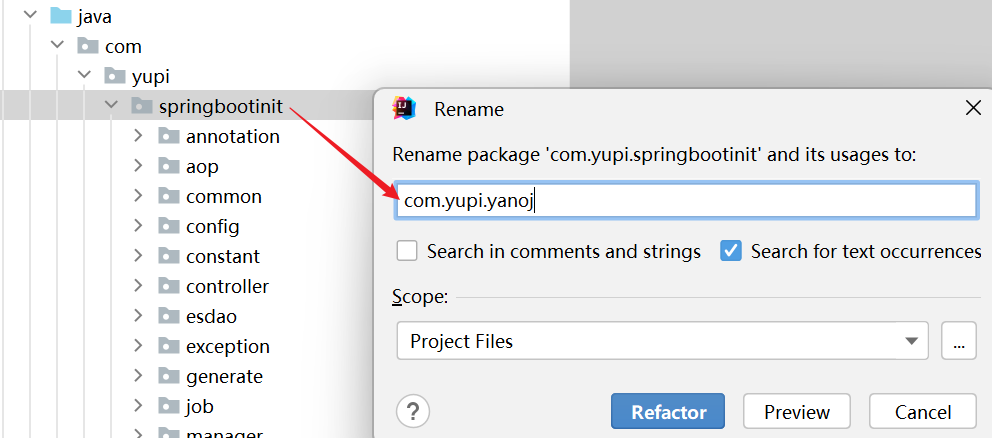 java
com
yupi
springbootinit
annotation
aop
common
config
constant
controller
esdao
exception
generate
job
manager
Rename
Rename package 'com.yupi.springbootinit' and its usages to:
com.yupi.yanoj
Search in comments and strings
Search for text occurrences
Scope:
Project Files
...
?
Refactor
Preview
Cancel